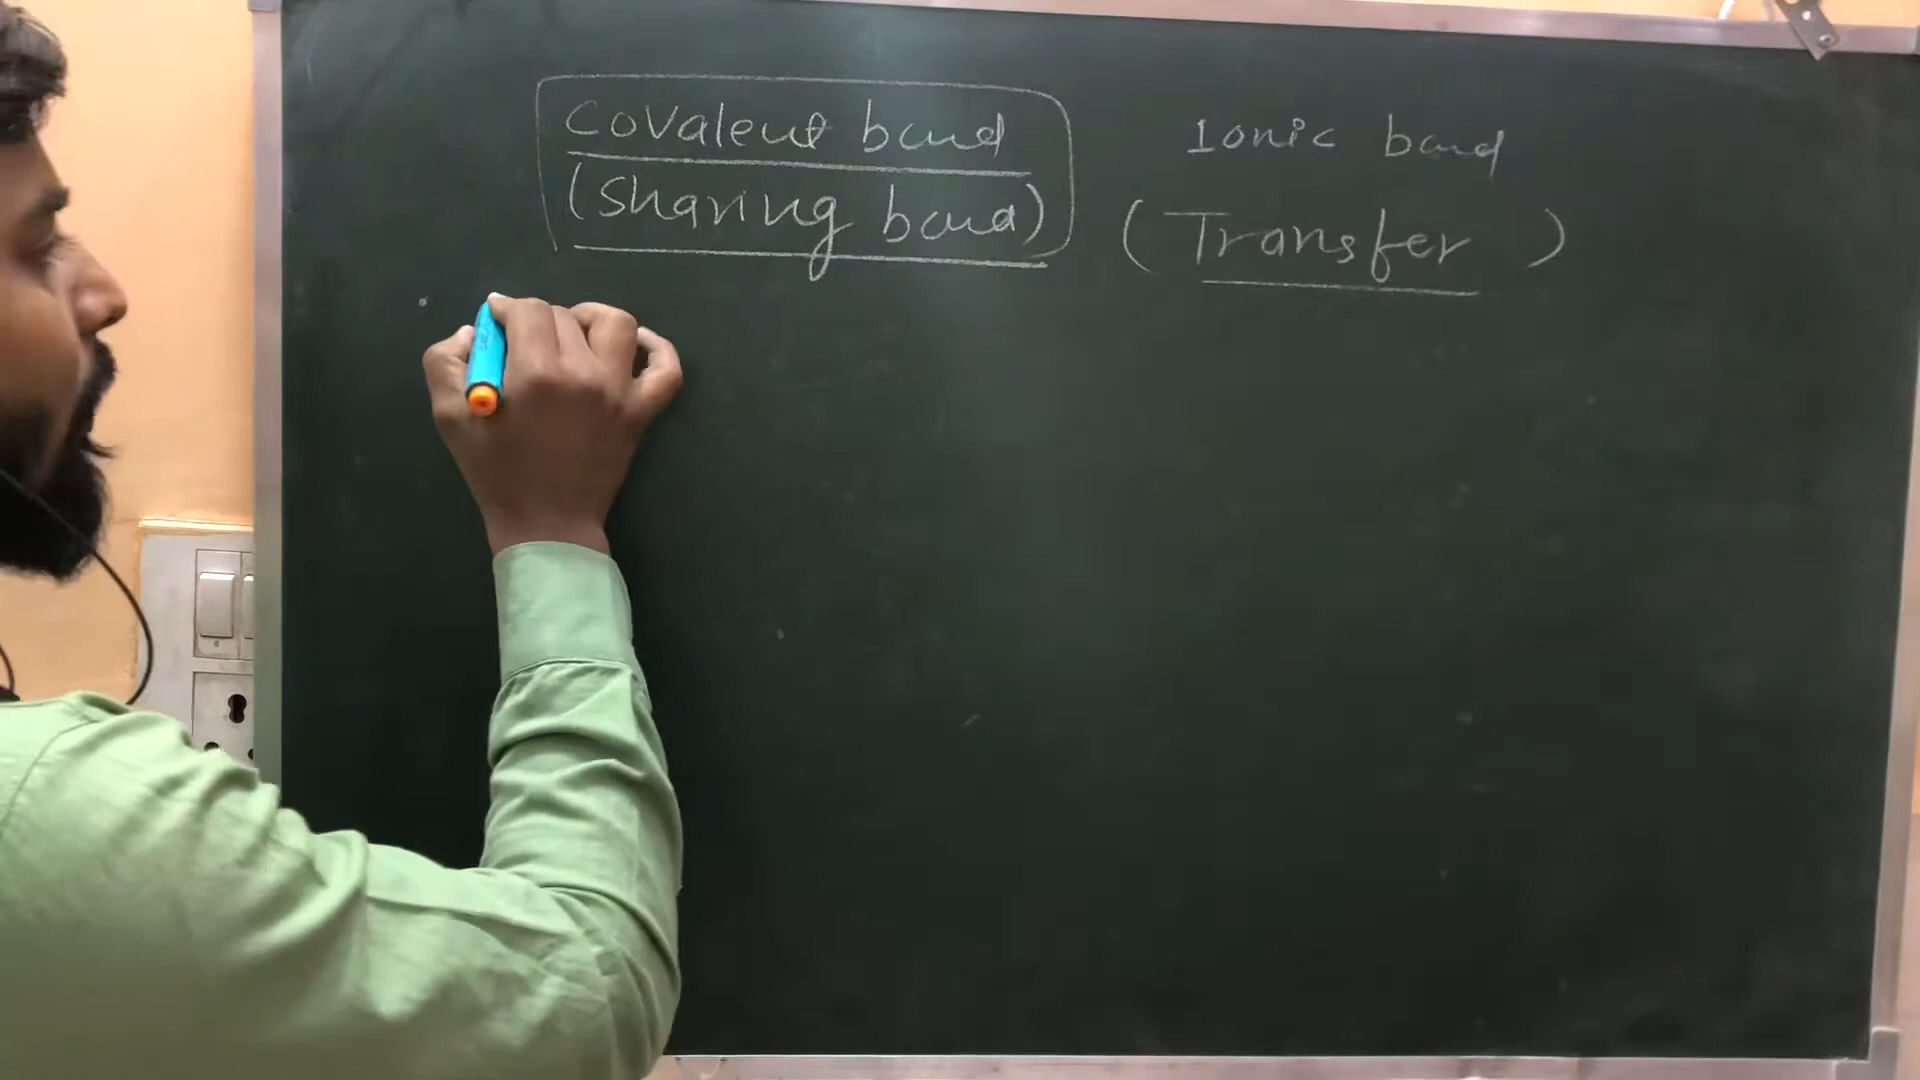 Covalent bond
(Sharing bond)
Ionic bond
(Transfer)